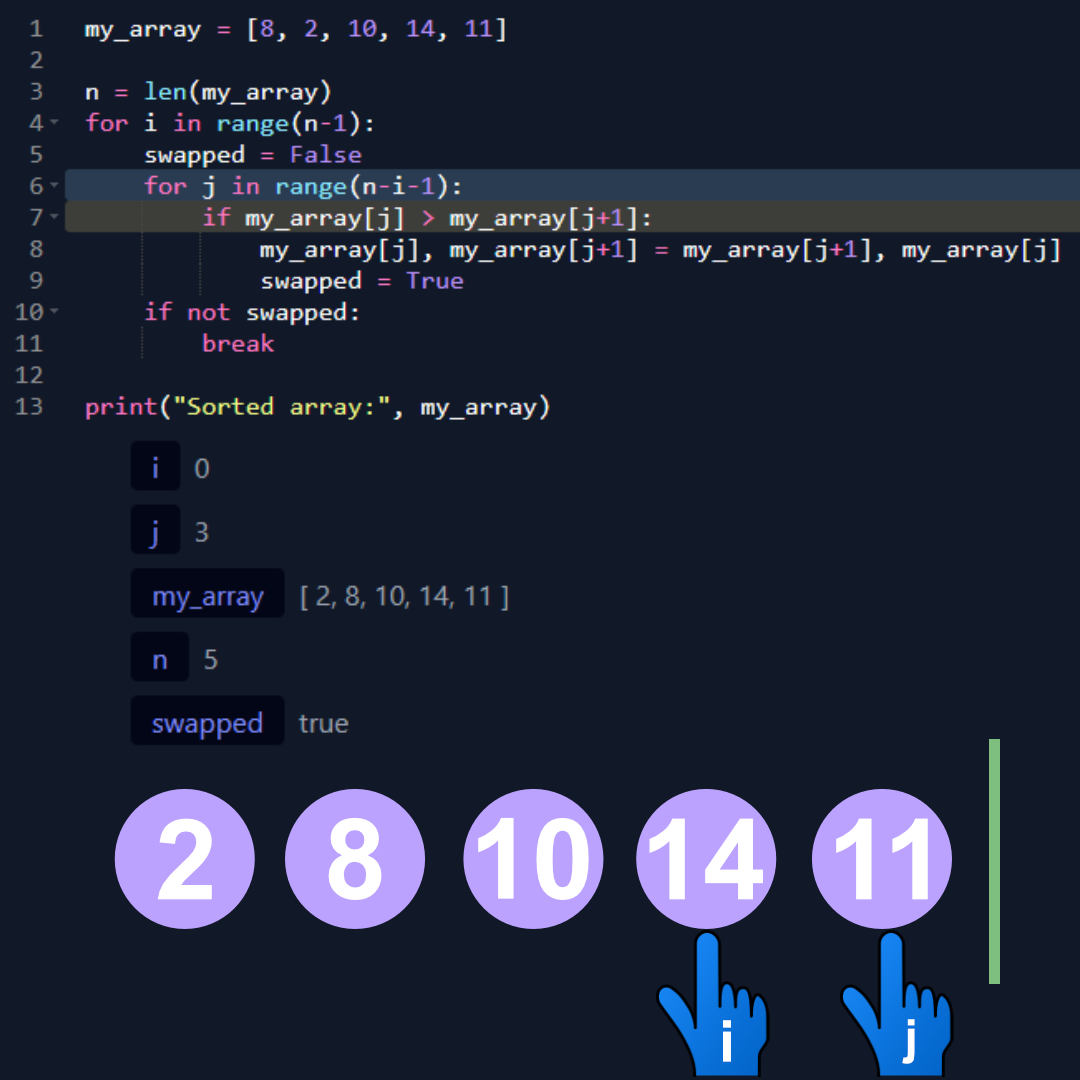 1 my_array = [8, 2, 10, 14, 11]
2
3 n = len(my_array)
4 for i in range(n-1):
5     swapped = False
6     for j in range(n-i-1):
7         if my_array[j] > my_array[j+1]:
8             my_array[j], my_array[j+1] = my_array[j+1], my_array[j]
9             swapped = True
10     if not swapped:
11         break
12
13 print("Sorted array:", my_array)
i 0
j 3
my_array [ 2, 8, 10, 14, 11 ]
n 5
swapped true
2 8 10 14 11
i j